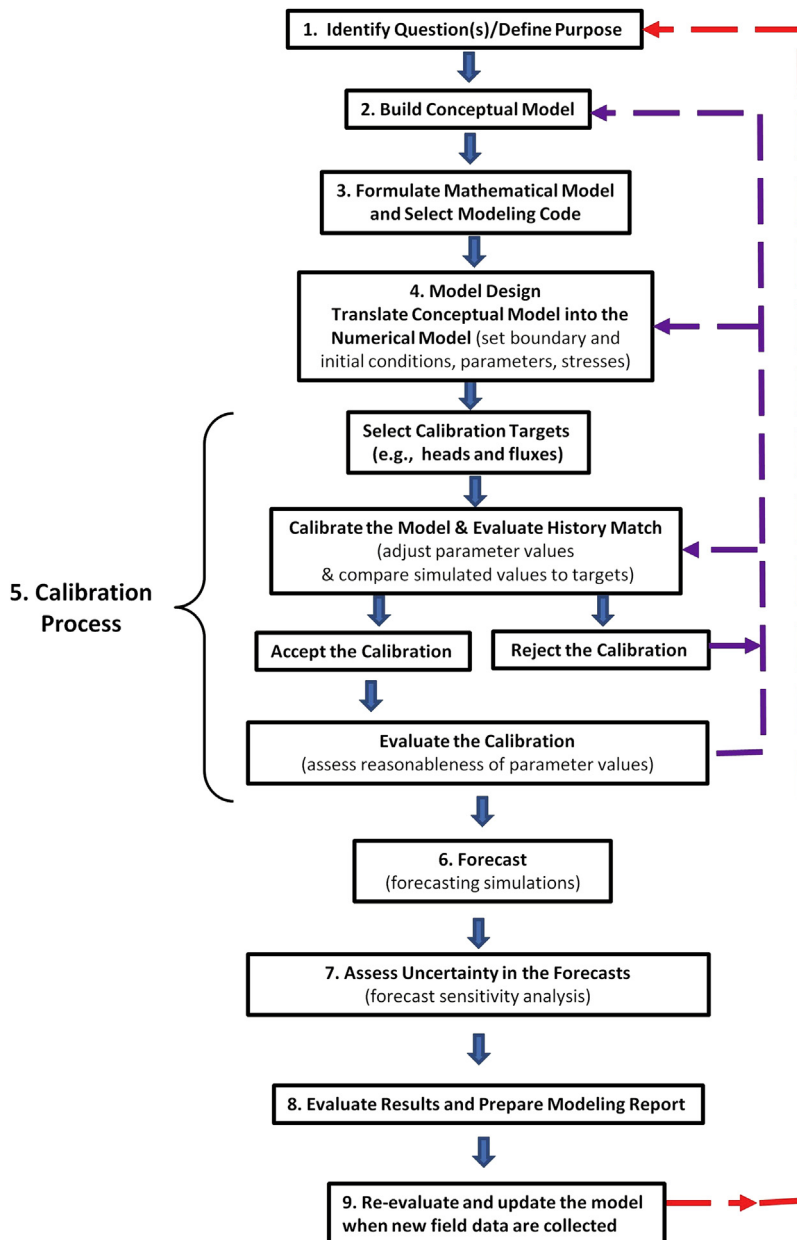 1. Identify Question(s)/Define Purpose
2. Build Conceptual Model
3. Formulate Mathematical Model
and Select Modeling Code
4. Model Design
Translate Conceptual Model into the
Numerical Model (set boundary and
initial conditions, parameters, stresses)
Select Calibration Targets
(e.g., heads and fluxes)
Calibrate the Model & Evaluate History Match
(adjust parameter values
& compare simulated values to targets)
5. Calibration
Process
Accept the Calibration
Reject the Calibration
Evaluate the Calibration
(assess reasonableness of parameter values)
6. Forecast
(forecasting simulations)
7. Assess Uncertainty in the Forecasts
(forecast sensitivity analysis)
8. Evaluate Results and Prepare Modeling Report
9. Re-evaluate and update the model
when new field data are collected